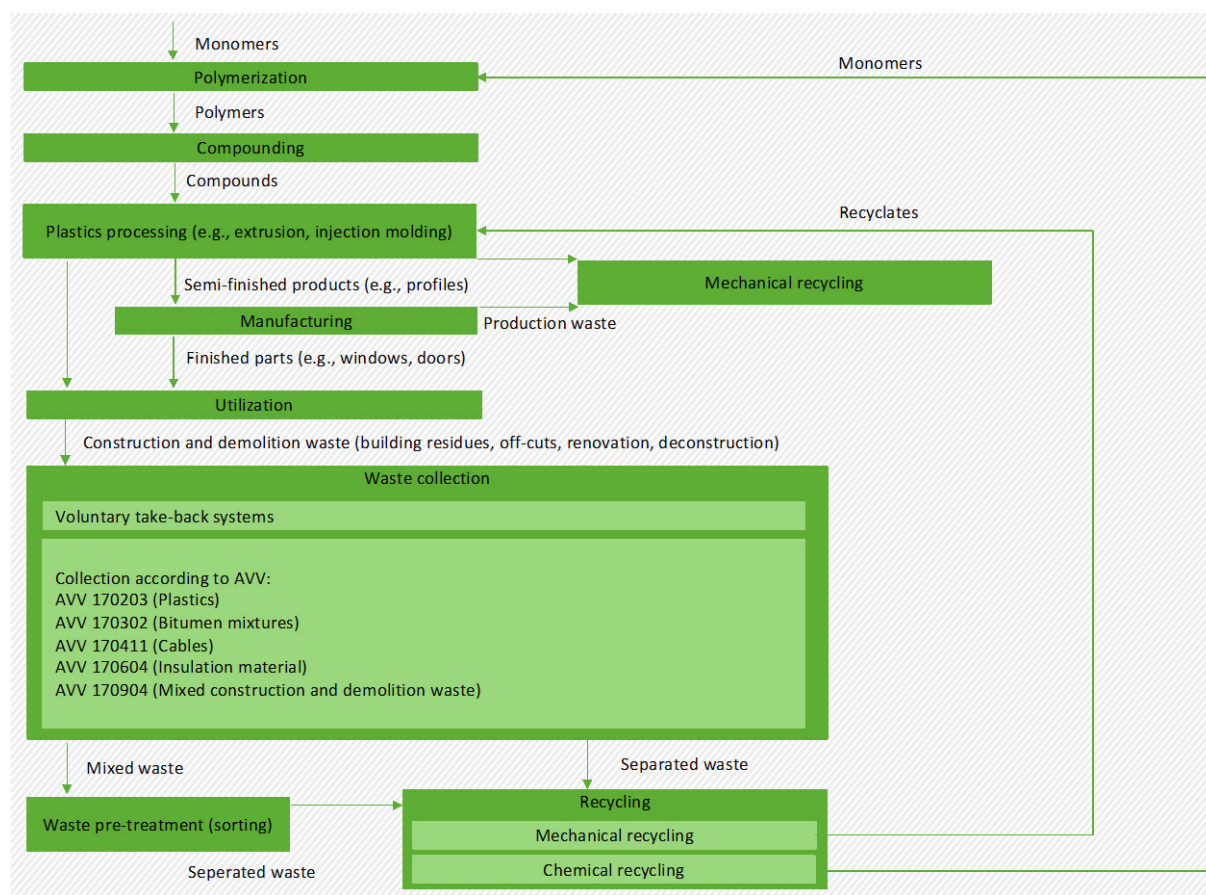 Monomers
Monomers
Polymerization
Polymers
Compounding
Compounds
Recyclates
Plastics processing (e.g., extrusion, injection molding)
Semi-finished products (e.g., profiles)
Mechanical recycling
Manufacturing
Production waste
Finished parts (e.g., windows, doors)
Utilization
Construction and demolition waste (building residues, off-cuts, renovation, deconstruction)
Waste collection
Voluntary take-back systems
Collection according to AVV:
AVV 170203 (Plastics)
AVV 170302 (Bitumen mixtures)
AVV 170411 (Cables)
AVV 170604 (Insulation material)
AVV 170904 (Mixed construction and demolition waste)
Mixed waste
Separated waste
Waste pre-treatment (sorting)
Recycling
Mechanical recycling
Chemical recycling
Seperated waste